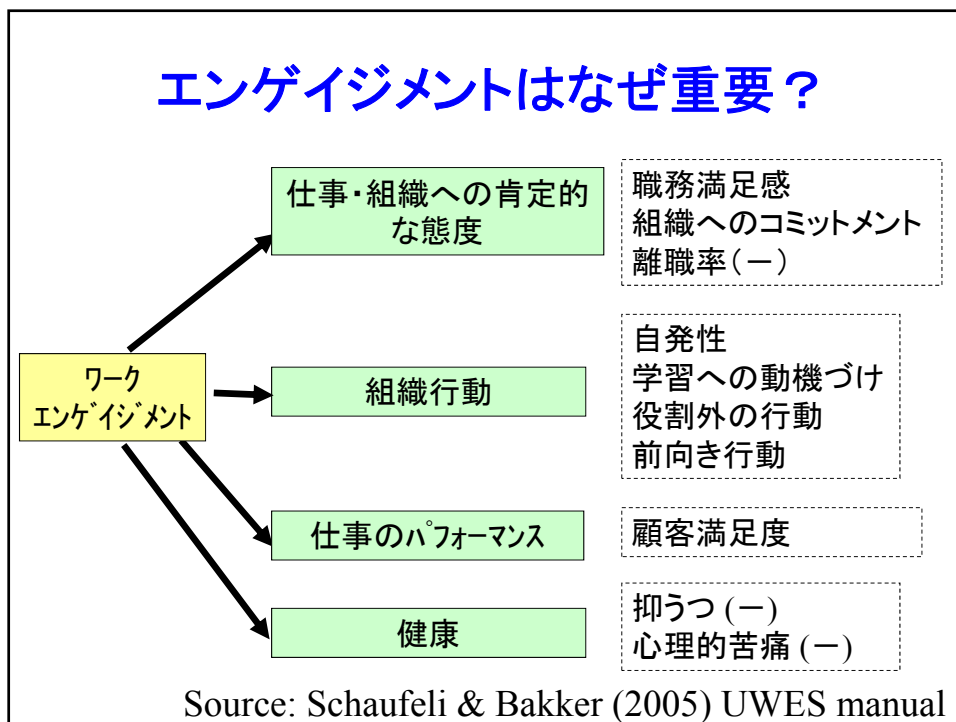 エンゲイジメントはなぜ重要？
仕事・組織への肯定的
な態度
職務満足感
組織へのコミットメント
離職率（－）
ワーク
ｴﾝｹﾞｲｼﾞﾒﾝﾄ
組織行動
自発性
学習への動機づけ
役割外の行動
前向き行動
仕事のﾊﾟﾌｫｰﾏﾝｽ
顧客満足度
健康
抑うつ (－)
心理的苦痛 (－)
Source: Schaufeli & Bakker (2005) UWES manual